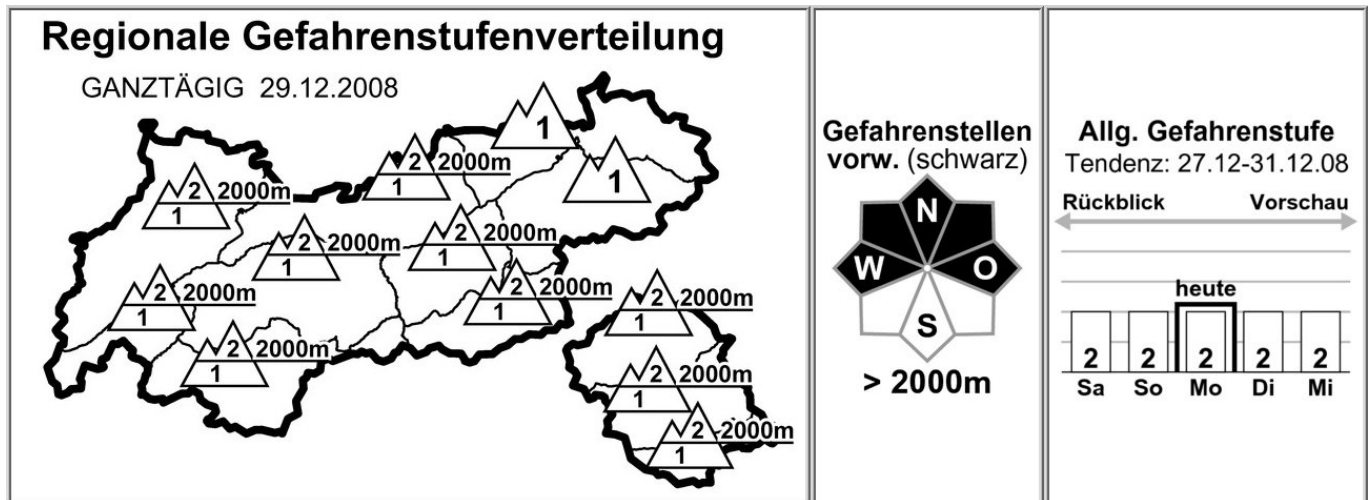 Regionale Gefahrenstufenverteilung
GANZTÄGIG 29.12.2008
1
2 2000m
1
1
2 2000m
1
2 2000m
1
2 2000m
1
2 2000m
1
2 2000m
1
2 2000m
1
2 2000m
1
2 2000m
1
2 2000m
1
Gefahrenstellen
vorw. (schwarz)
N
W O
S
> 2000m
Allg. Gefahrenstufe
Tendenz: 27.12-31.12.08
Rückblick Vorschau
heute
2 2 2 2 2
Sa So Mo Di Mi